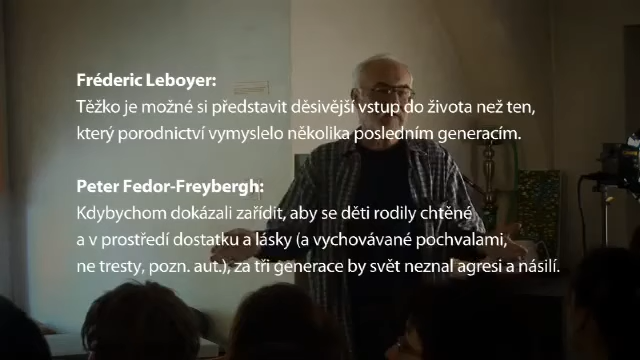 Fréderic Leboyer:
Těžko je možné si představit děsivější vstup do života než ten,
který porodnictví vymyslelo několika posledním generacím.
Peter Fedor-Freybergh:
Kdybychom dokázali zařídit, aby se děti rodily chtěné
a v prostředí dostatku a lásky (a vychovávané pochvalami,
ne tresty, pozn. aut.), za tři generace by svět neznal agresi a násilí.